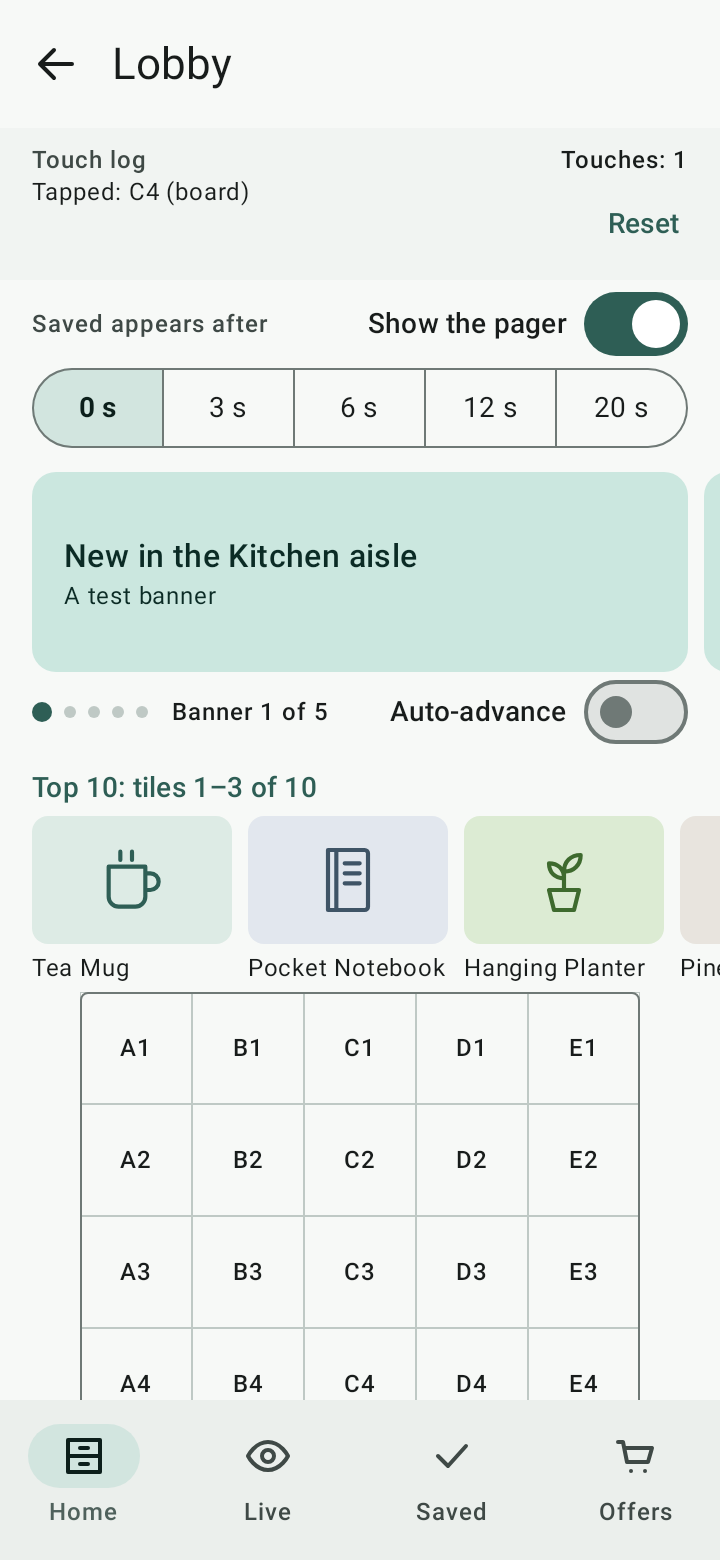 Lobby
Touch log
Touches: 1
Tapped: C4 (board)
Reset
Saved appears after
Show the pager
0 s
3 s
6 s
12 s
20 s
New in the Kitchen aisle
A test banner
Banner 1 of 5
Auto-advance
Top 10: tiles 1–3 of 10
Tea Mug
Pocket Notebook
Hanging Planter
A1 B1 C1 D1 E1
A2 B2 C2 D2 E2
A3 B3 C3 D3 E3
A4 B4 C4 D4 E4
Home
Live
Saved
Offers